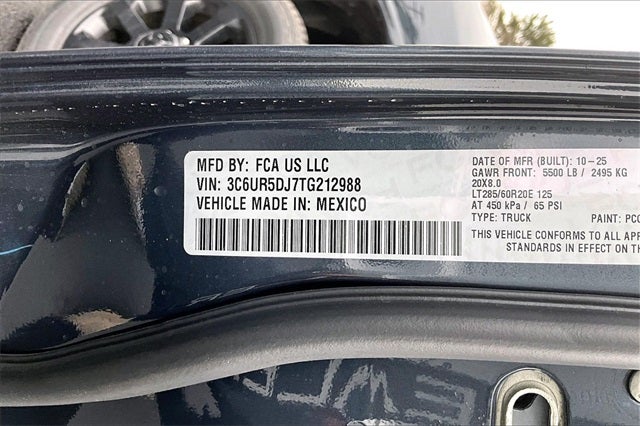 MFD BY: FCA US LLC
VIN: 3C6UR5DJ7TG212988
VEHICLE MADE IN: MEXICO
DATE OF MFR (BUILT): 10-25
GAWR FRONT: 5500 LB / 2495 KG
20X8.0
LT285/60R20E 125
AT 450 kPa / 65 PSI
TYPE: TRUCK PAINT:
THIS VEHICLE CONFORMS TO ALL
STANDARDS IN EFFECT ON